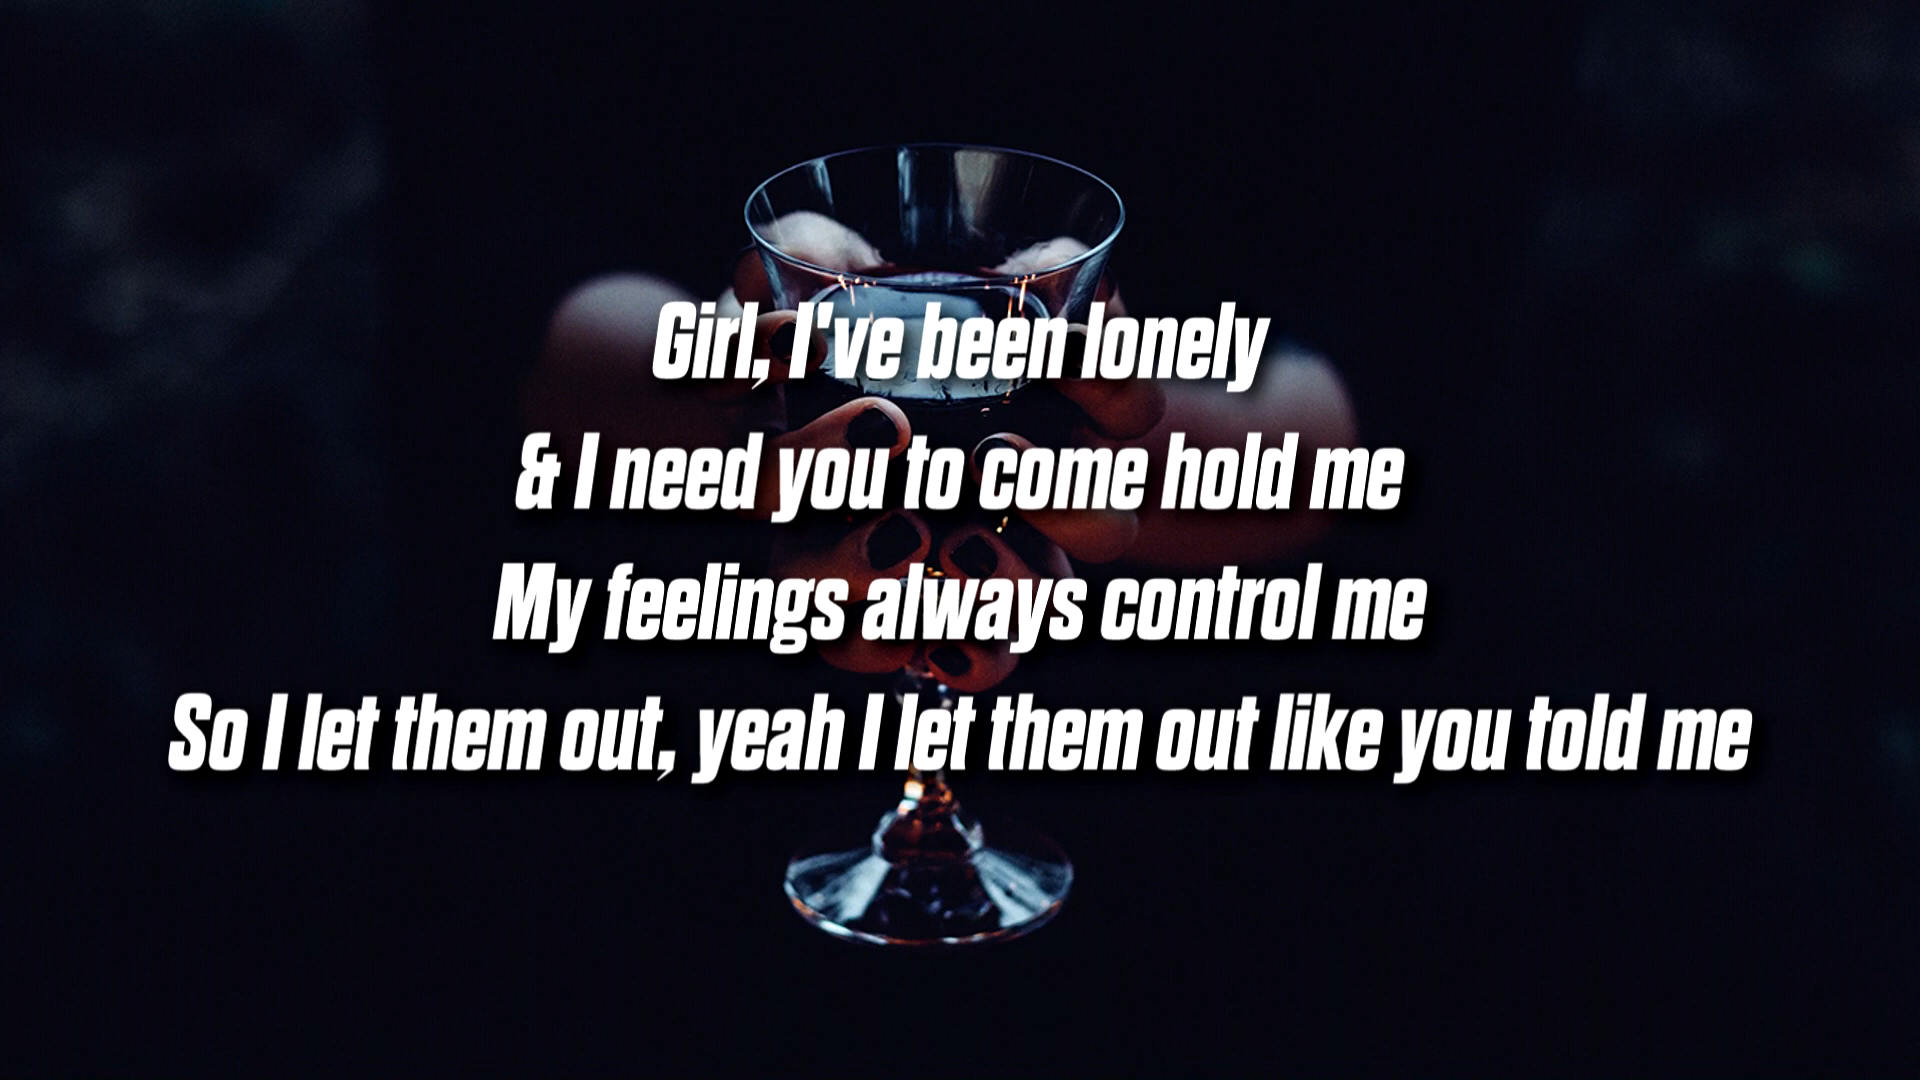 Girl, I've been lonely
& I need you to come hold me
My feelings always control me
So I let them out, yeah I let them out like you told me